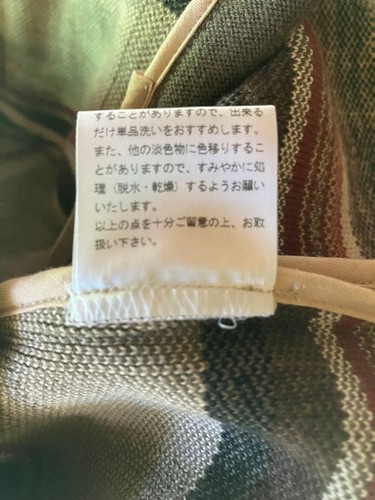 することがありますので、出来る
だけ単品洗いをおすすめします。
また、他の淡色物に色移りするこ
とがありますので、すみやかに処
理（脱水・乾燥）するようお願い
いたします。
以上の点を十分ご留意の上、お取
扱い下さい。